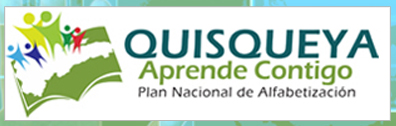 QUISQUEYA
Aprende Contigo
Plan Nacional de Alfabetización